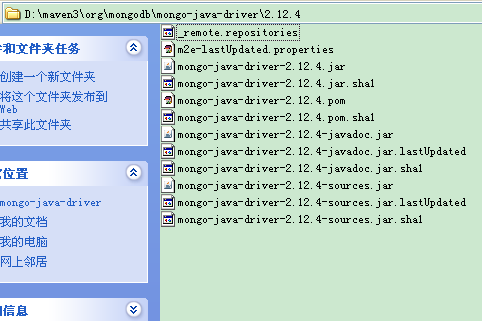 D:\maven3\org\mongodb\mongo-java-driver\2.12.4
和文件夹任务
创建一个新文件夹
将这个文件夹发布到
Web
共享此文件夹
位置
mongo-java-driver
我的文档
我的电脑
网上邻居
信息
_remote.repositories
m2e-lastUpdated.properties
mongo-java-driver-2.12.4.jar
mongo-java-driver-2.12.4.jar.sha1
mongo-java-driver-2.12.4.pom
mongo-java-driver-2.12.4.pom.sha1
mongo-java-driver-2.12.4-javadoc.jar
mongo-java-driver-2.12.4-javadoc.jar.lastUpdated
mongo-java-driver-2.12.4-javadoc.jar.sha1
mongo-java-driver-2.12.4-sources.jar
mongo-java-driver-2.12.4-sources.jar.lastUpdated
mongo-java-driver-2.12.4-sources.jar.sha1